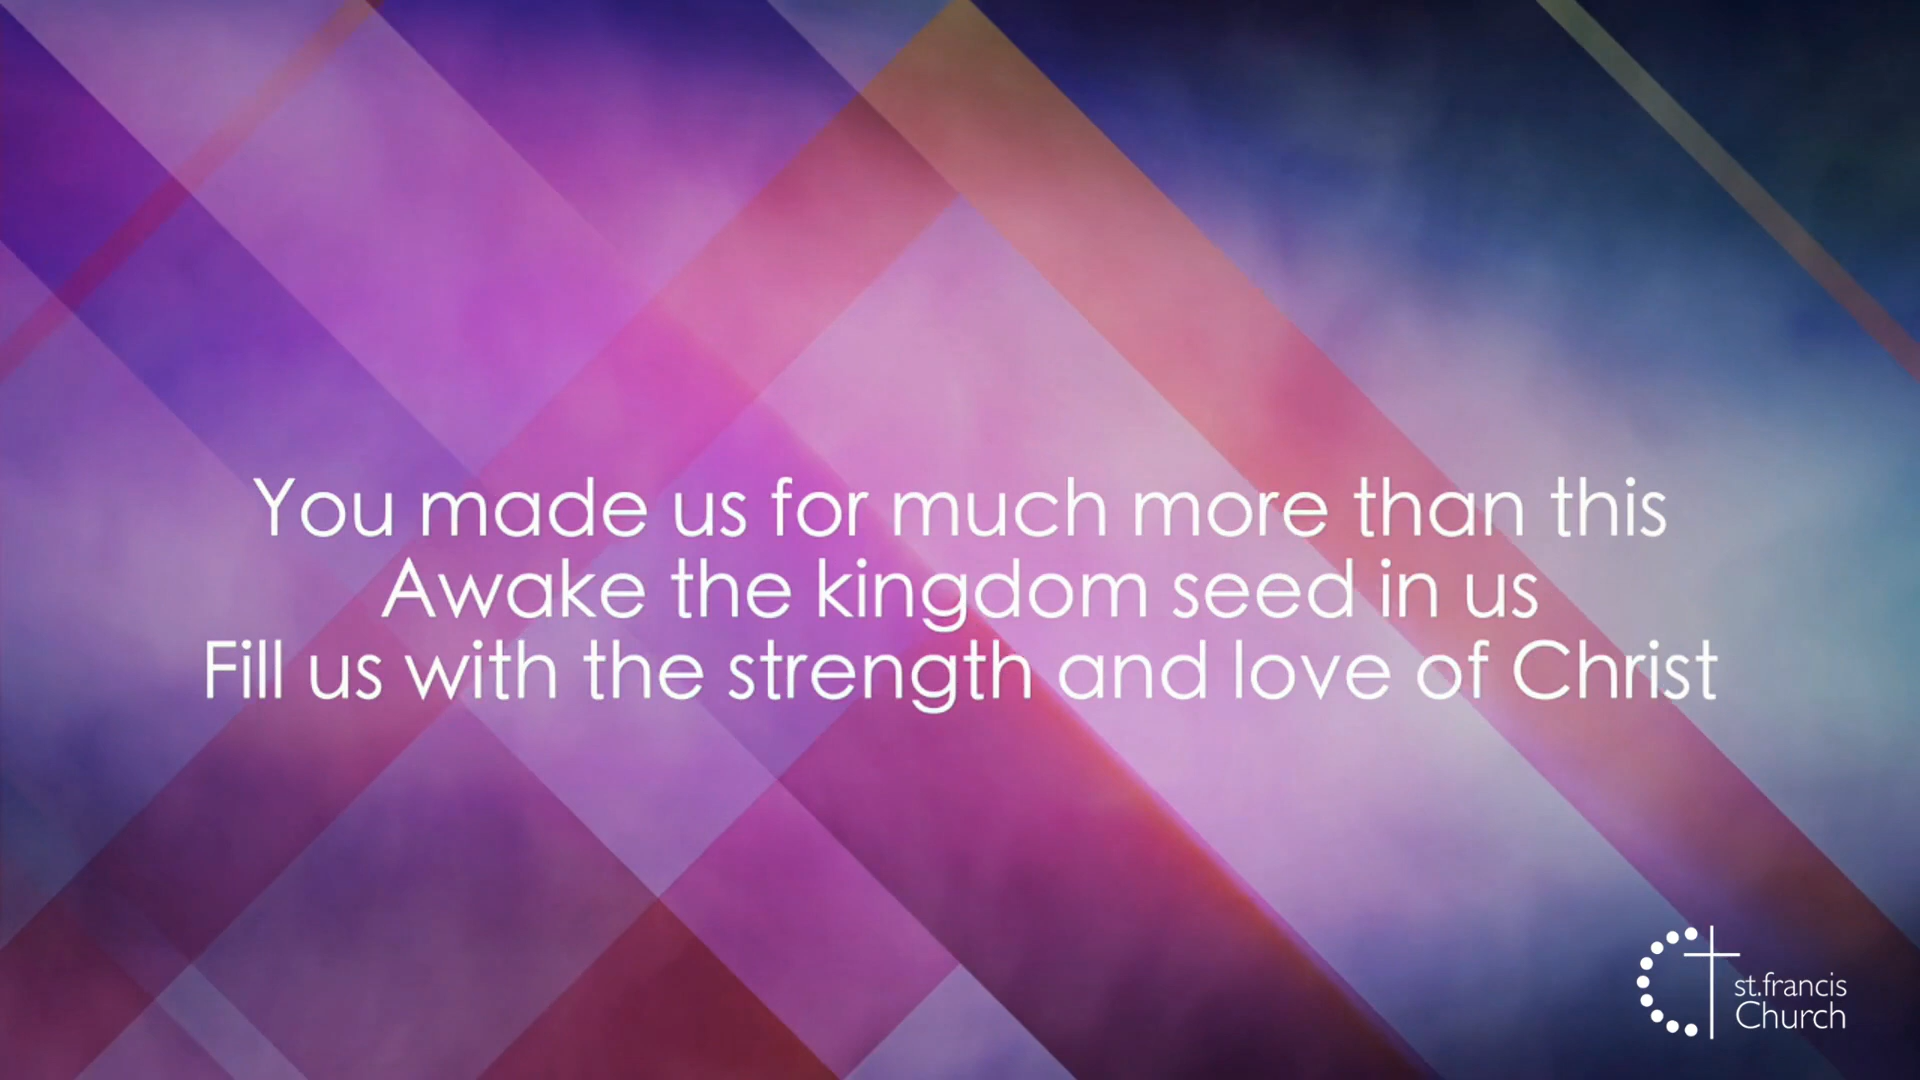 You made us for much more than this
Awake the kingdom seed in us
Fill us with the strength and love of Christ
st.francis
Church